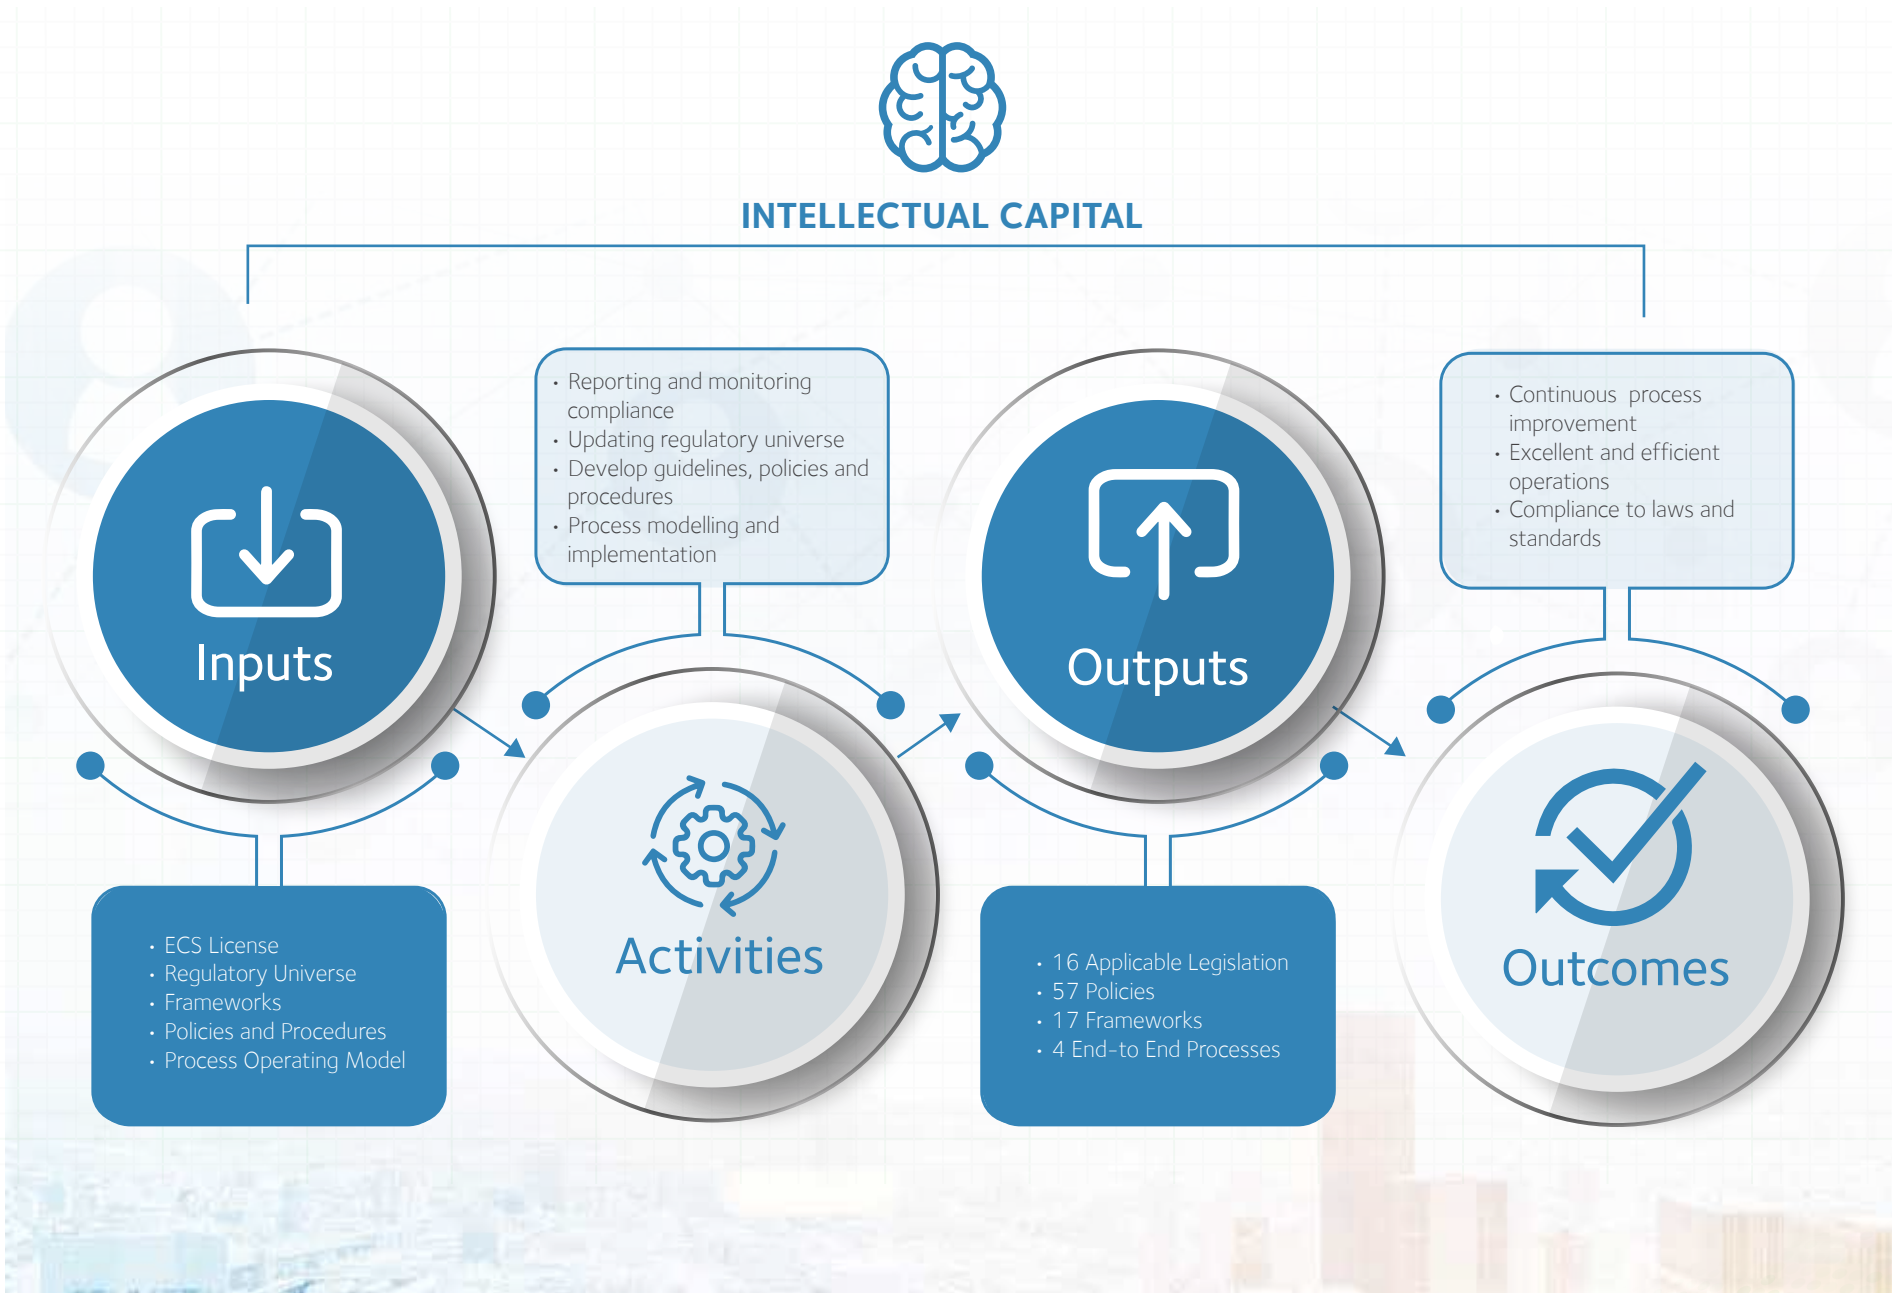 INTELLECTUAL CAPITAL
Inputs
• ECS License
• Regulatory Universe
• Frameworks
• Policies and Procedures
• Process Operating Model
• Reporting and monitoring
compliance
• Updating regulatory universe
• Develop guidelines, policies and
procedures
• Process modelling and
implementation
Activities
Outputs
• 16 Applicable Legislation
• 57 Policies
• 17 Frameworks
• 4 End-to End Processes
• Continuous process
improvement
• Excellent and efficient
operations
• Compliance to laws and
standards
Outcomes